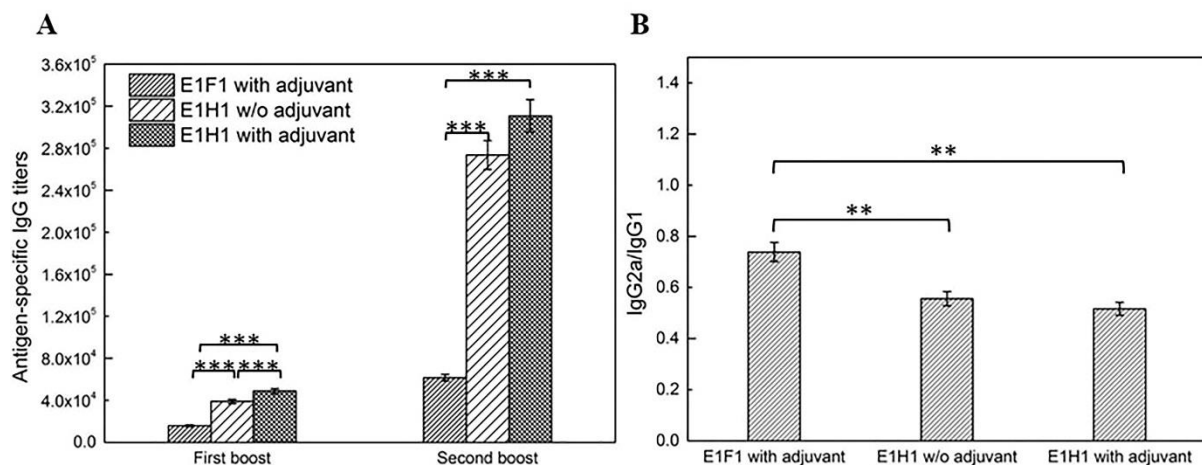 A
Antigen-specific IgG titers
3.6x10⁵
3.2x10⁵
2.8x10⁵
2.4x10⁵
2.0x10⁵
1.6x10⁵
1.2x10⁵
8.0x10⁴
4.0x10⁴
0.0
E1F1 with adjuvant
E1H1 w/o adjuvant
E1H1 with adjuvant
***
***
***
*** ***
First boost
Second boost
B
IgG2a/IgG1
1.4
1.2
1.0
0.8
0.6
0.4
0.2
0.0
**
**
E1F1 with adjuvant
E1H1 w/o adjuvant
E1H1 with adjuvant